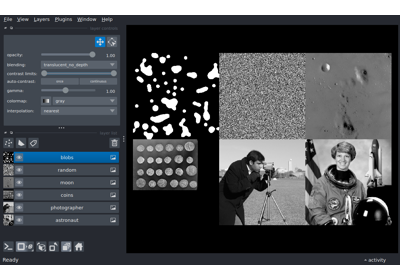 File View Layers Plugins Window Help
opacity: 1.00
blending: translucent_no_depth
contrast limits:
auto-contrast: once continuous
gamma: 1.00
colormap: gray
interpolation: nearest
blobs
random
moon
coins
photographer
astronaut
Ready activity